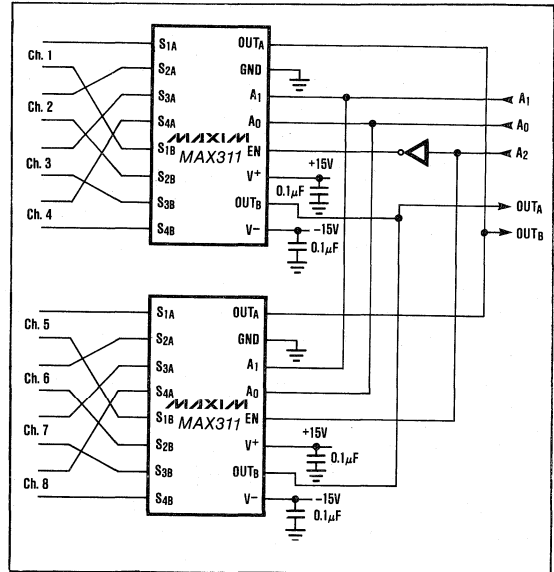 Ch. 1
Ch. 2
Ch. 3
Ch. 4
S1A
S2A
S3A
S4A
S1B
S2B
S3B
S4B
MAXIM
MAX311
OUTA
GND
A1
A0
EN
V+
OUTB
V−
+15V
0.1µF
−15V
0.1µF
A1
A0
A2
OUTA
OUTB
Ch. 5
Ch. 6
Ch. 7
Ch. 8
S1A
S2A
S3A
S4A
S1B
S2B
S3B
S4B
MAXIM
MAX311
OUTA
GND
A1
A0
EN
V+
OUTB
V−
+15V
0.1µF
−15V
0.1µF